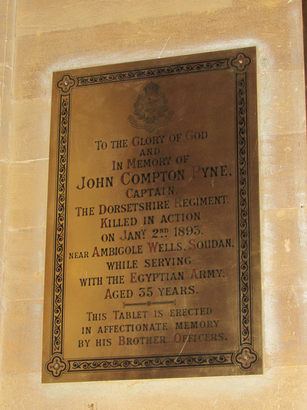 To the Glory of God
and
In Memory of
John Compton Pyne,
Captain,
The Dorsetshire Regiment.
Killed in action
on Jany 2nd 1893,
near Ambigole Wells, Soudan,
while serving
with the Egyptian Army.
Aged 35 years.
This Tablet is erected
in affectionate memory
by his Brother Officers.